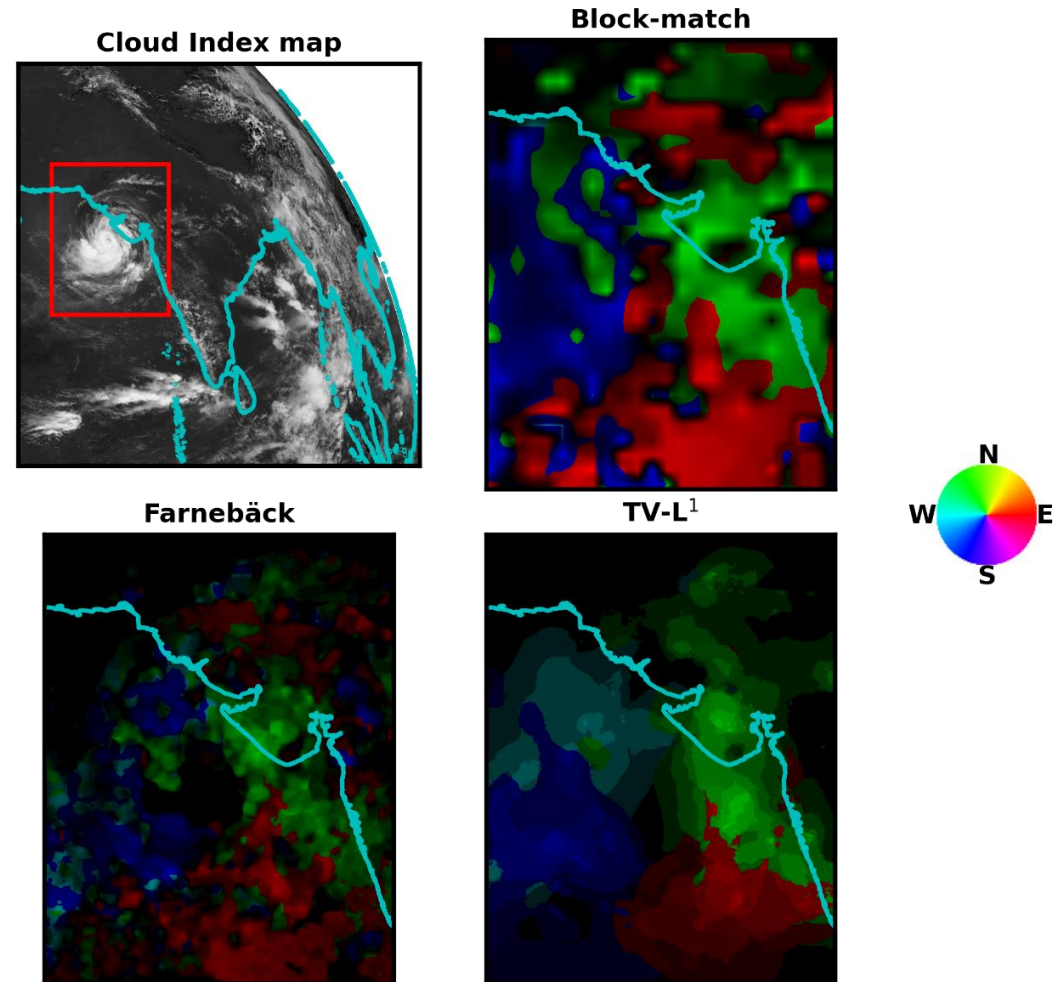 Block-match
Cloud Index map
Farnebäck
TV-L¹
N
W
E
S